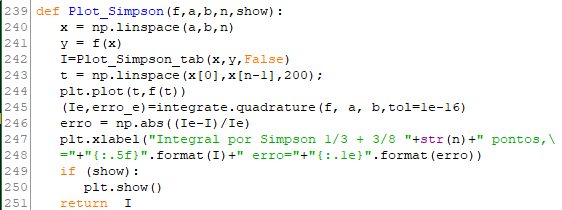 239 def Plot_Simpson(f,a,b,n,show):
240     x = np.linspace(a,b,n)
241     y = f(x)
242     I=Plot_Simpson_tab(x,y,False)
243     t = np.linspace(x[0],x[n-1],200);
244     plt.plot(t,f(t))
245     (Ie,erro_e)=integrate.quadrature(f, a, b,tol=1e-16)
246     erro = np.abs((Ie-I)/Ie)
247     plt.xlabel("Integral por Simpson 1/3 + 3/8 "+str(n)+" pontos,\
248     ="+"{:.5f}".format(I)+" erro="+"{:.1e}".format(erro))
249     if (show):
250         plt.show()
251     return  I